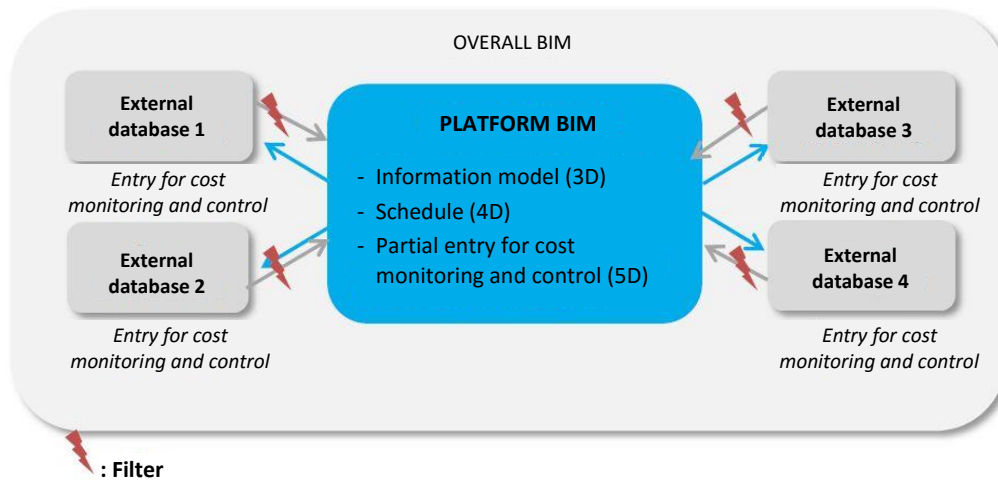 OVERALL BIM
External
database 1
Entry for cost
monitoring and control
External
database 2
Entry for cost
monitoring and control
PLATFORM BIM
- Information model (3D)
- Schedule (4D)
- Partial entry for cost
monitoring and control (5D)
External
database 3
Entry for cost
monitoring and control
External
database 4
Entry for cost
monitoring and control
: Filter